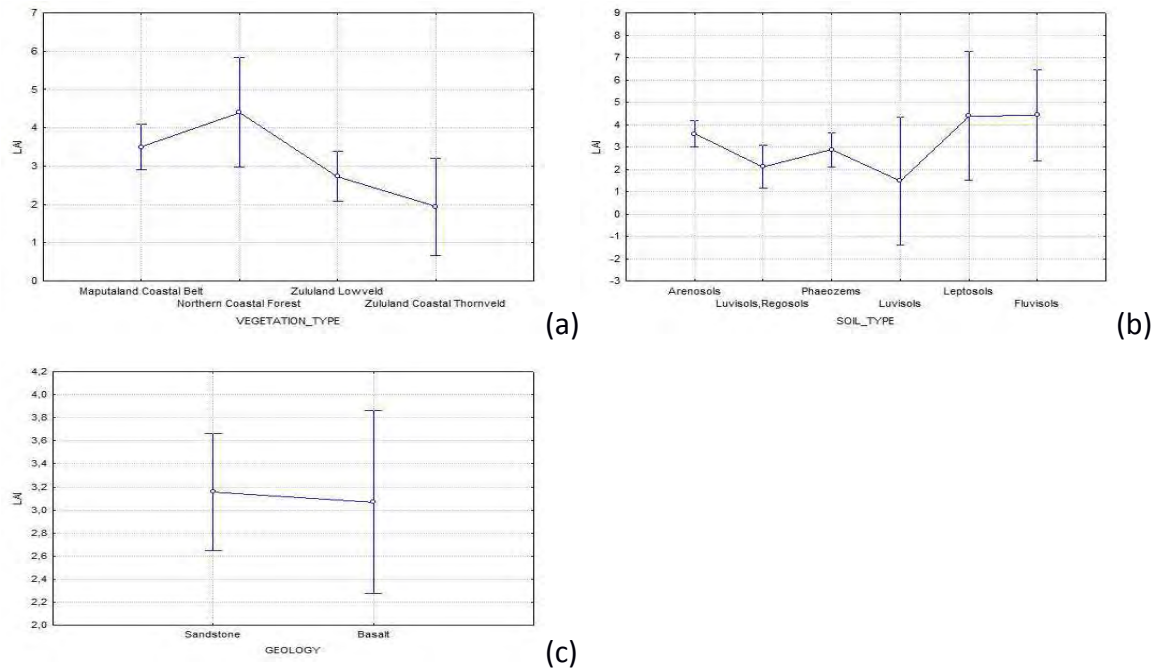 7
6
5
4
3
2
1
0
LAI
Maputaland Coastal Belt
Northern Coastal Forest
Zululand Lowveld
Zululand Coastal Thornveld
VEGETATION_TYPE
(a)
9
8
7
6
5
4
3
2
1
0
-1
-2
-3
LAI
Arenosols
Luvisols,Regosols
Phaeozems
Luvisols
Leptosols
Fluvisols
SOIL_TYPE
(b)
4,2
4,0
3,8
3,6
3,4
3,2
3,0
2,8
2,6
2,4
2,2
2,0
LAI
Sandstone
Basalt
GEOLOGY
(c)